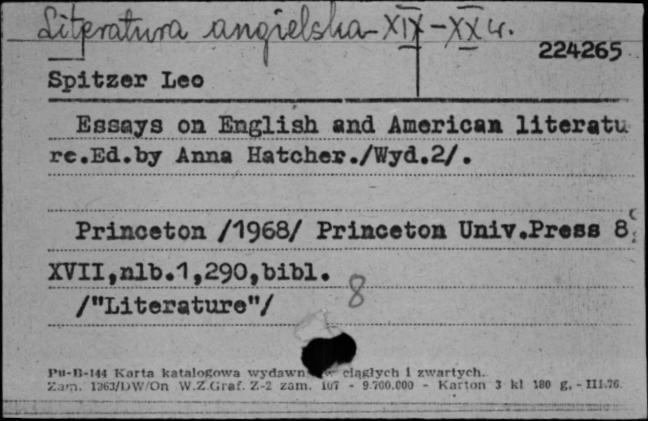 Literatura angielska XIX-XX w.
224265
Spitzer Leo
Essays on English and American literatu
re.Ed.by Anna Hatcher./Wyd.2/.
Princeton /1968/ Princeton Univ.Press 8°
XVII,nlb.1,290,bibl.
/"Literature"/
8
Pu-B-144 Karta katalogowa wydawn ciągłych i zwartych.
Zam. 1363/DW/On W.Z.Graf. Z-2 zam. 107 - 9.700.000 - Karton 3 kl 180 g. - III.76.